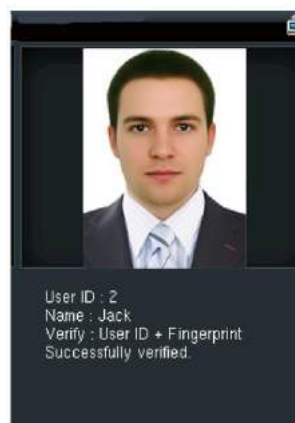 User ID : 2
Name : Jack
Verify : User ID + Fingerprint
Successfully verified.